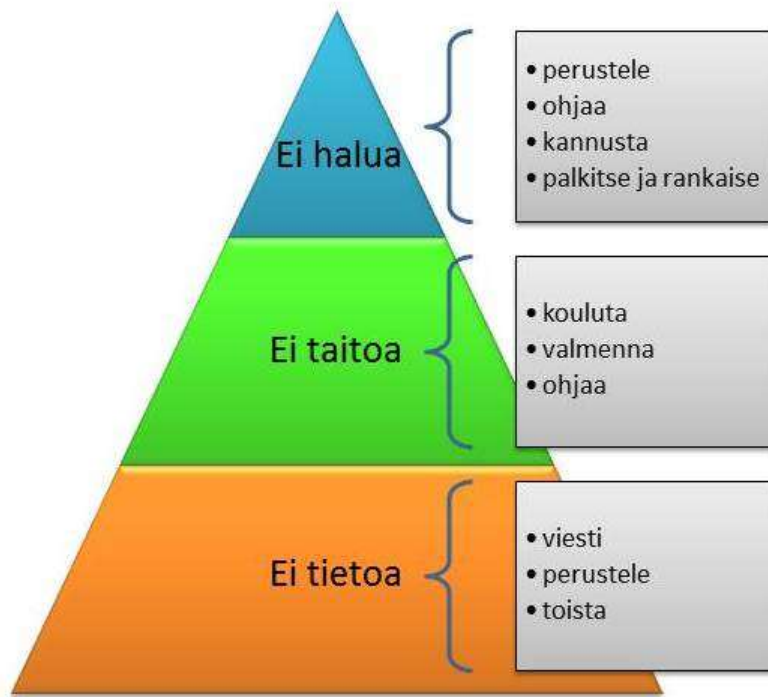 Ei halua
• perustele
• ohjaa
• kannusta
• palkitse ja rankaise
Ei taitoa
• kouluta
• valmenna
• ohjaa
Ei tietoa
• viesti
• perustele
• toista